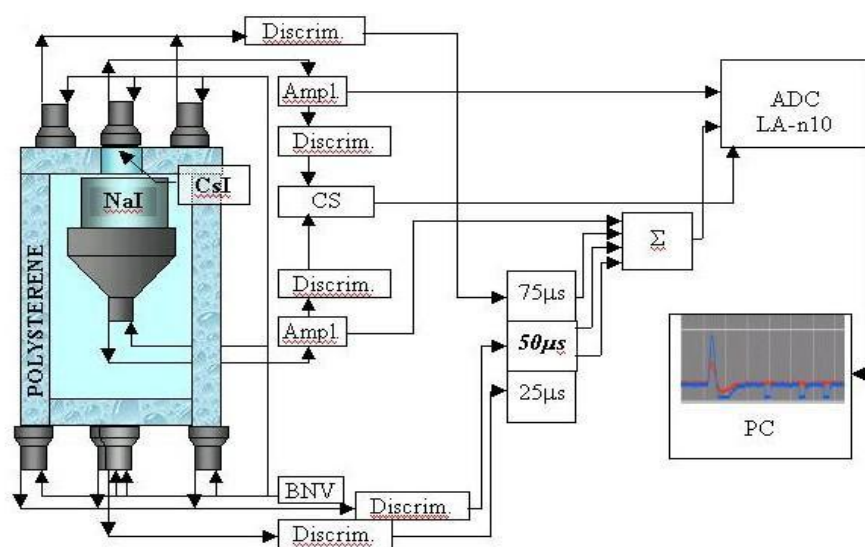 Discrim.
Ampl.
ADC
LA-n10
Discrim.
CsI
NaI
CS
Σ
Discrim.
75μs
Ampl.
50μs
POLYSTERENE
25μs
PC
BNV
Discrim.
Discrim.